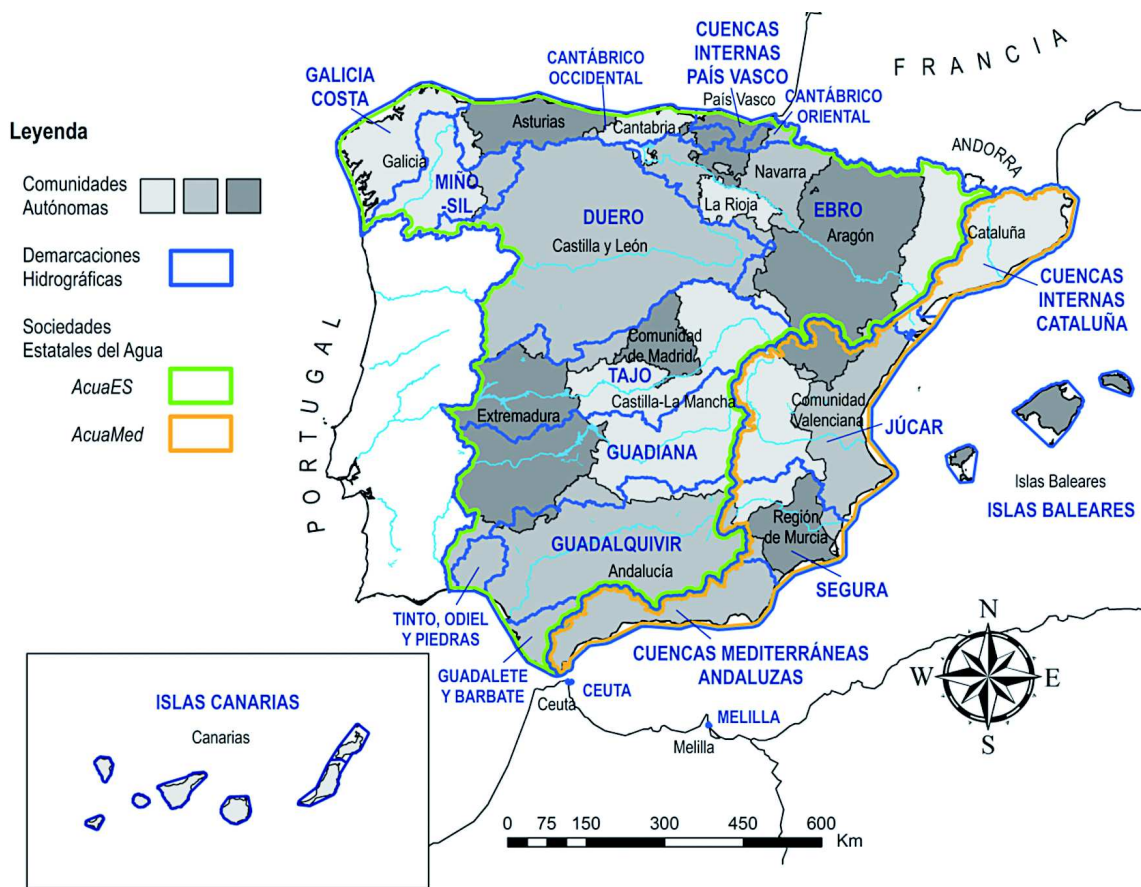 Leyenda
Comunidades
Autónomas
Demarcaciones
Hidrográficas
Sociedades
Estatales del Agua
AcuaES
AcuaMed
FRANCIA
ANDORRA
PORTUGAL
GALICIA
COSTA
CANTÁBRICO
OCCIDENTAL
CUENCAS
INTERNAS
PAÍS VASCO
País Vasco
CANTÁBRICO
ORIENTAL
Asturias
Cantabria
Galicia
Navarra
MIÑO
-SIL
La Rioja
DUERO
Castilla y León
EBRO
Aragón
Cataluña
CUENCAS
INTERNAS
CATALUÑA
Comunidad
de Madrid
TAJO
Castilla-La Mancha
Extremadura
Comunidad
Valenciana
JÚCAR
GUADIANA
Islas Baleares
ISLAS BALEARES
Región
de Murcia
GUADALQUIVIR
Andalucía
SEGURA
TINTO, ODIEL
Y PIEDRAS
GUADALETE
Y BARBATE
CUENCAS MEDITERRÁNEAS
ANDALUZAS
CEUTA
Ceuta
MELILLA
Melilla
ISLAS CANARIAS
Canarias
N
W E
S
0 75 150 300 450 600
Km